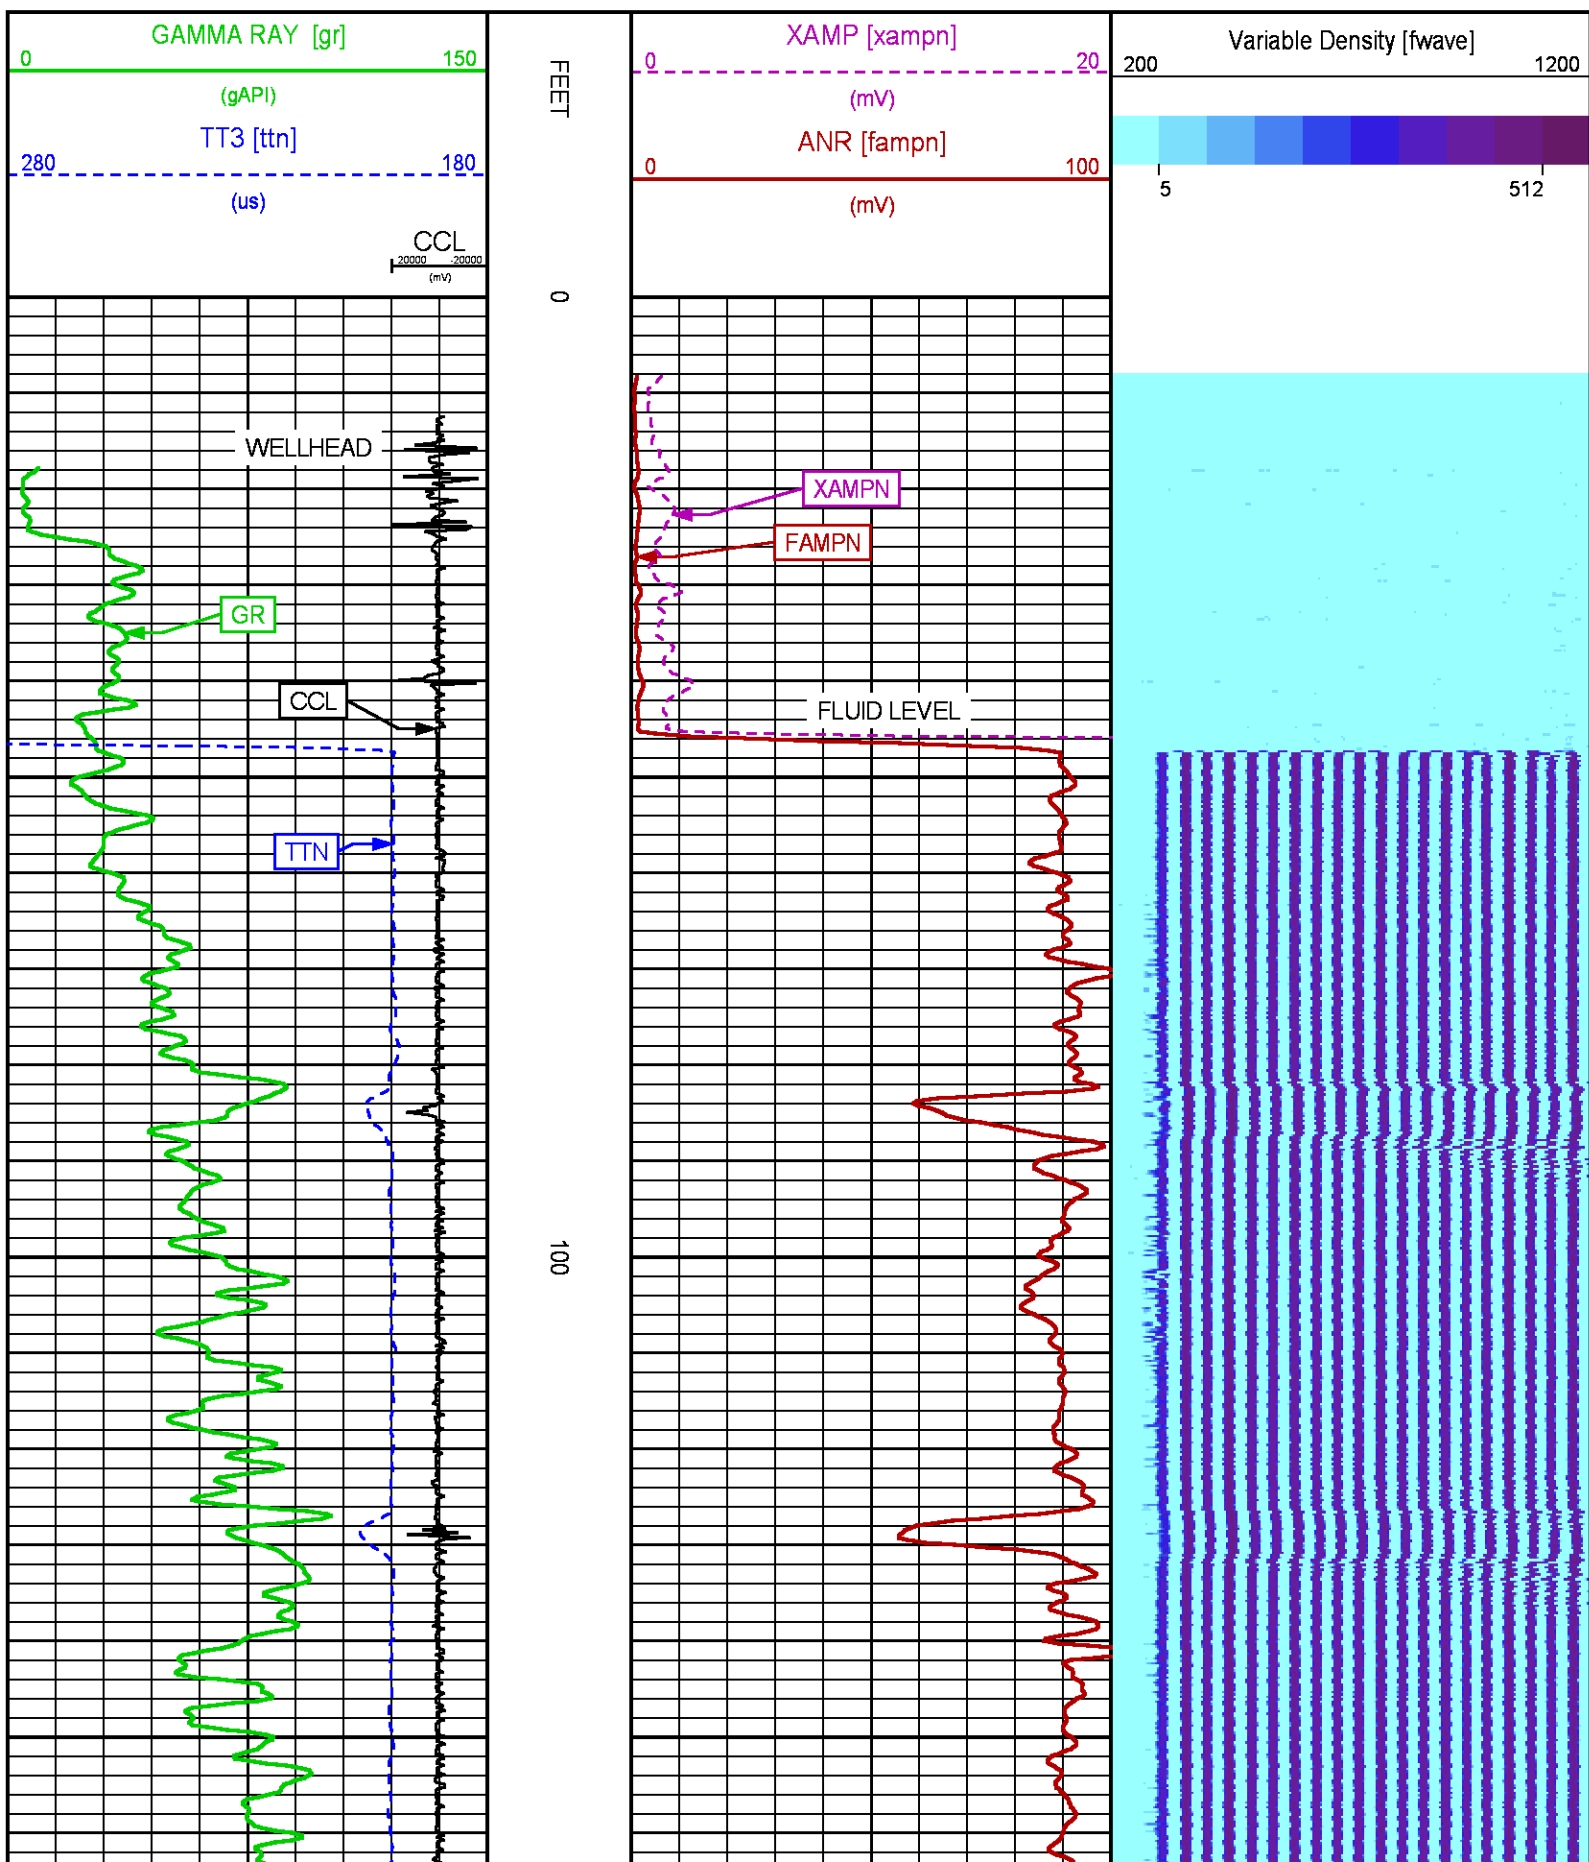 GAMMA RAY [gr]
0 150
(gAPI)
TT3 [ttn]
280 180
(us)
CCL
20000 -20000
(mV)
FEET
XAMP [xampn]
0 20
(mV)
ANR [fampn]
0 100
(mV)
Variable Density [fwave]
200 1200
5 512
0
WELLHEAD
XAMPN
FAMPN
GR
CCL
FLUID LEVEL
TTN
100